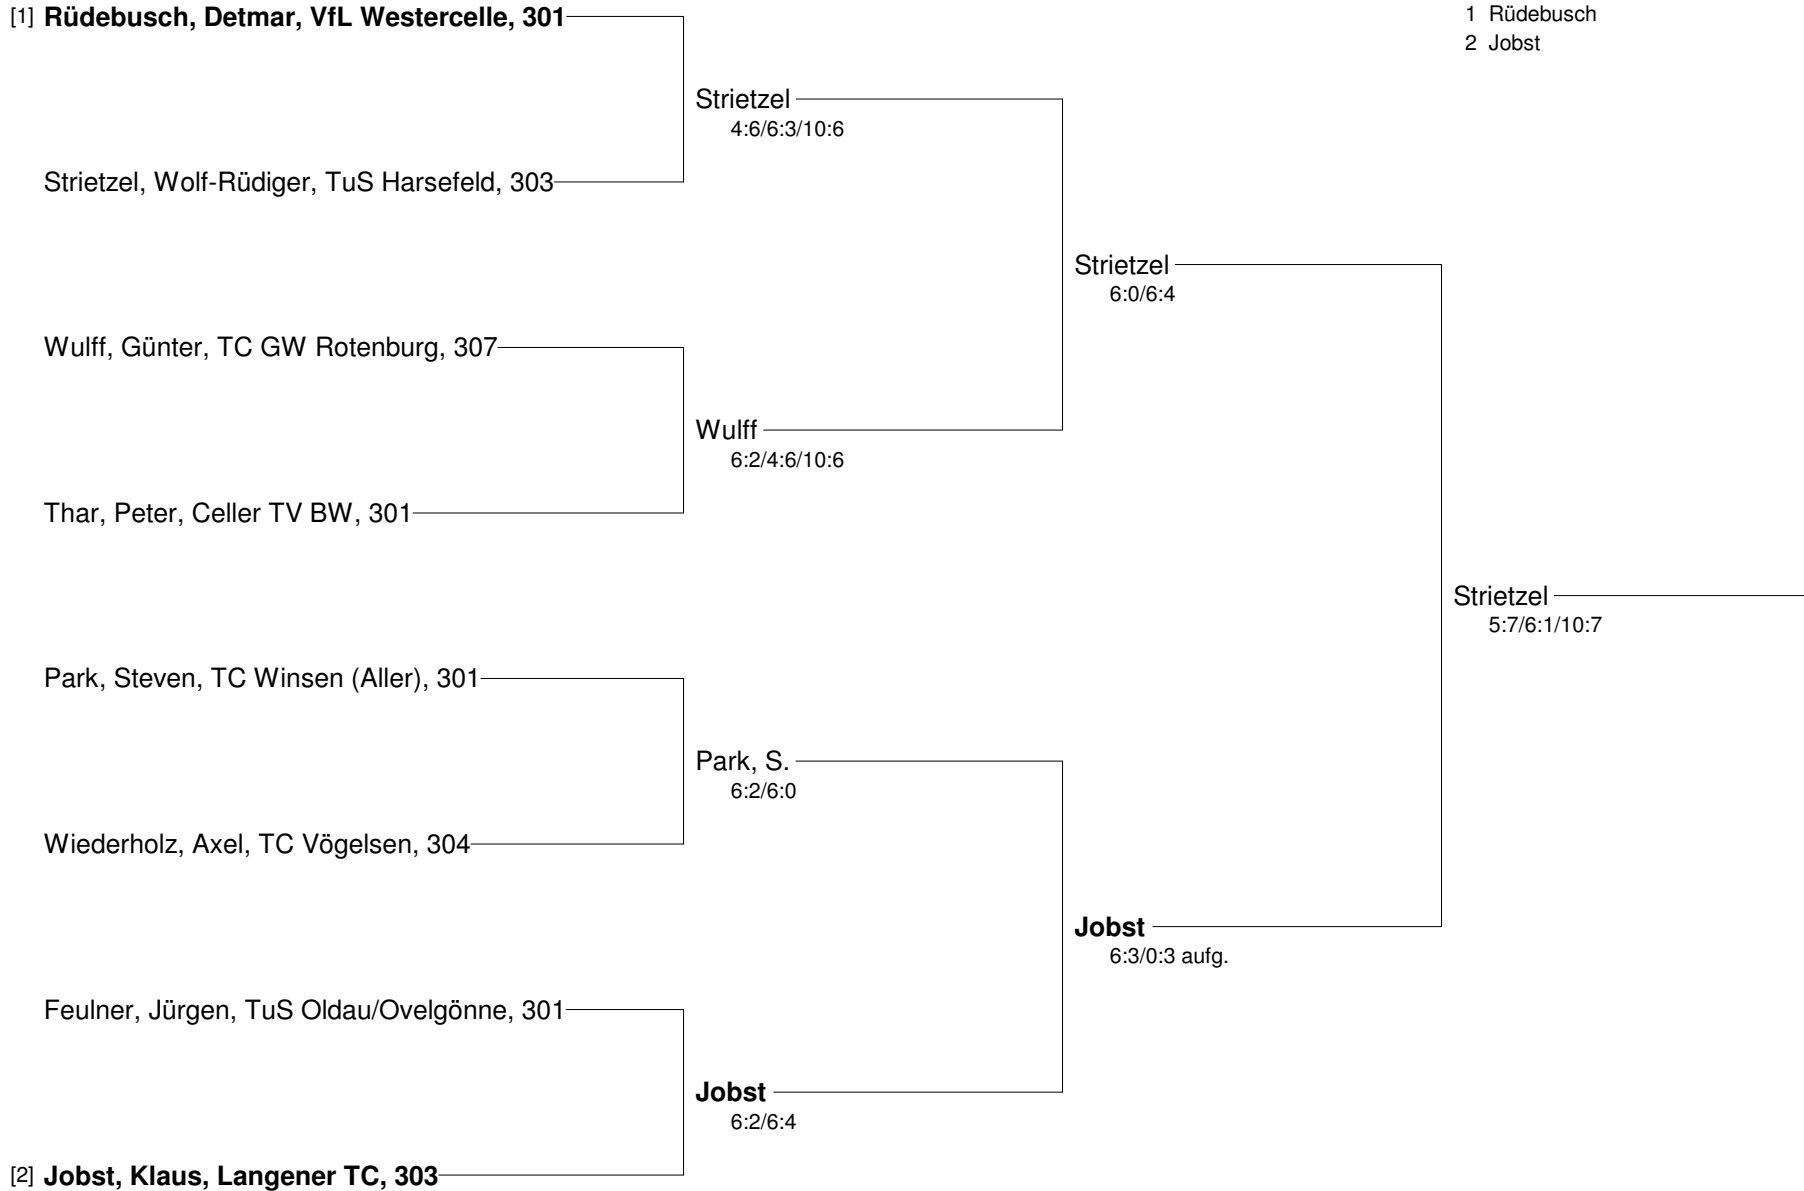 [1] Rüdebusch, Detmar, VfL Westercelle, 301
1 Rüdebusch
2 Jobst
Strietzel
4:6/6:3/10:6
Strietzel, Wolf-Rüdiger, TuS Harsefeld, 303
Strietzel
6:0/6:4
Wulff, Günter, TC GW Rotenburg, 307
Wulff
6:2/4:6/10:6
Thar, Peter, Celler TV BW, 301
Strietzel
5:7/6:1/10:7
Park, Steven, TC Winsen (Aller), 301
Park, S.
6:2/6:0
Wiederholz, Axel, TC Vögelsen, 304
Jobst
6:3/0:3 aufg.
Feulner, Jürgen, TuS Oldau/Ovelgönne, 301
Jobst
6:2/6:4
[2] Jobst, Klaus, Langener TC, 303